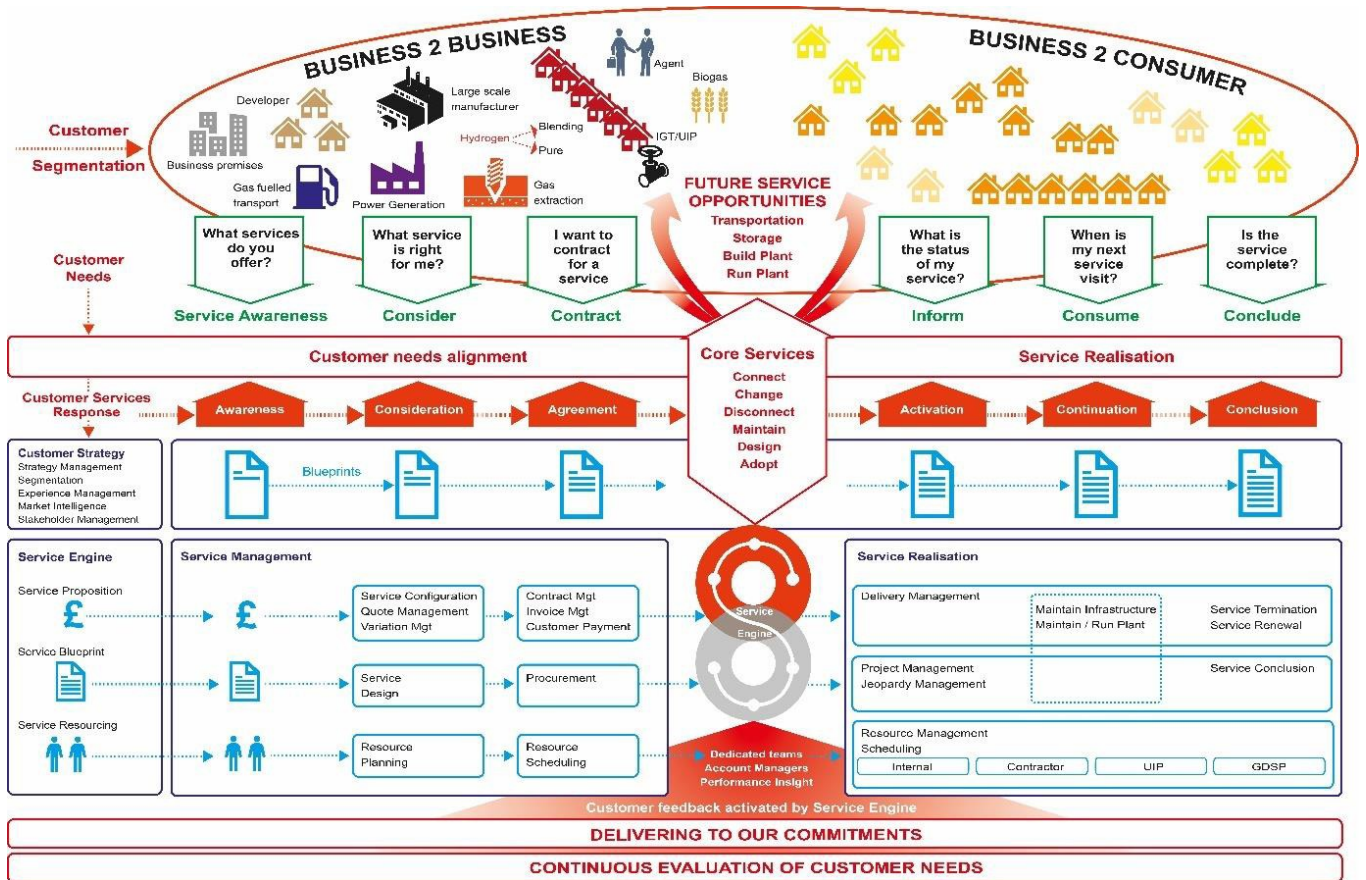 BUSINESS 2 BUSINESS
BUSINESS 2 CONSUMER
Customer
Segmentation
Business premises
Developer
Large scale
manufacturer
Agent
Biogas
Hydrogen
Blending
Pure
IGT/UIP
Gas fuelled
transport
Power Generation
Gas
extraction
FUTURE SERVICE
OPPORTUNITIES
Transportation
Storage
Build Plant
Run Plant
Customer
Needs
What services
do you
offer?
What service
is right
for me?
I want to
contract
for a
service
What is
the status
of my
service?
When is
my next
service
visit?
Is the
service
complete?
Service Awareness
Consider
Contract
Inform
Consume
Conclude
Customer needs alignment
Core Services
Connect
Change
Disconnect
Maintain
Design
Adopt
Service Realisation
Customer Services
Response
Awareness
Consideration
Agreement
Activation
Continuation
Conclusion
Customer Strategy
Strategy Management
Segmentation
Experience Management
Market Intelligence
Stakeholder Management
Blueprints
Service Engine
Service Proposition
£
Service Blueprint
Service Resourcing
Service Management
£
Service Configuration
Quote Management
Variation Mgt
Contract Mgt
Invoice Mgt
Customer Payment
Service
Design
Procurement
Resource
Planning
Resource
Scheduling
Service
Engine
Dedicated teams
Account Managers
Performance Insight
Service Realisation
Delivery Management
Maintain Infrastructure
Maintain / Run Plant
Service Termination
Service Renewal
Project Management
Jeopardy Management
Service Conclusion
Resource Management
Scheduling
Internal
Contractor
UIP
GDSP
Customer feedback activated by Service Engine
DELIVERING TO OUR COMMITMENTS
CONTINUOUS EVALUATION OF CUSTOMER NEEDS